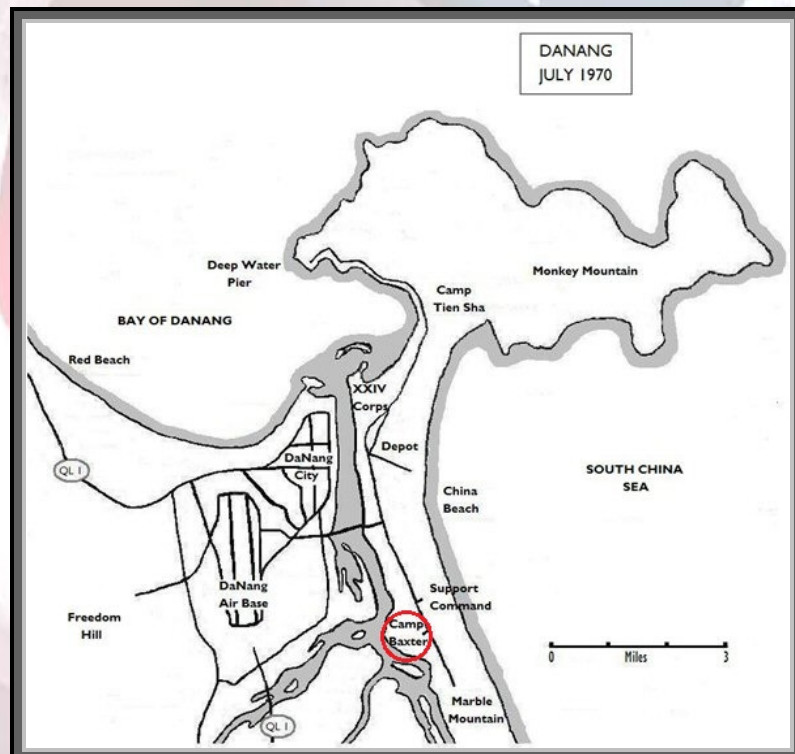 DANANG
JULY 1970
Deep Water
Pier
Monkey Mountain
Camp
Tien Sha
BAY OF DANANG
Red Beach
XXIV
Corps
Depot
DaNang
City
QL 1
SOUTH CHINA
SEA
China
Beach
DaNang
Air Base
Support
Command
Freedom
Hill
Camp
Baxter
0
Miles
3
Marble
Mountain
QL 1